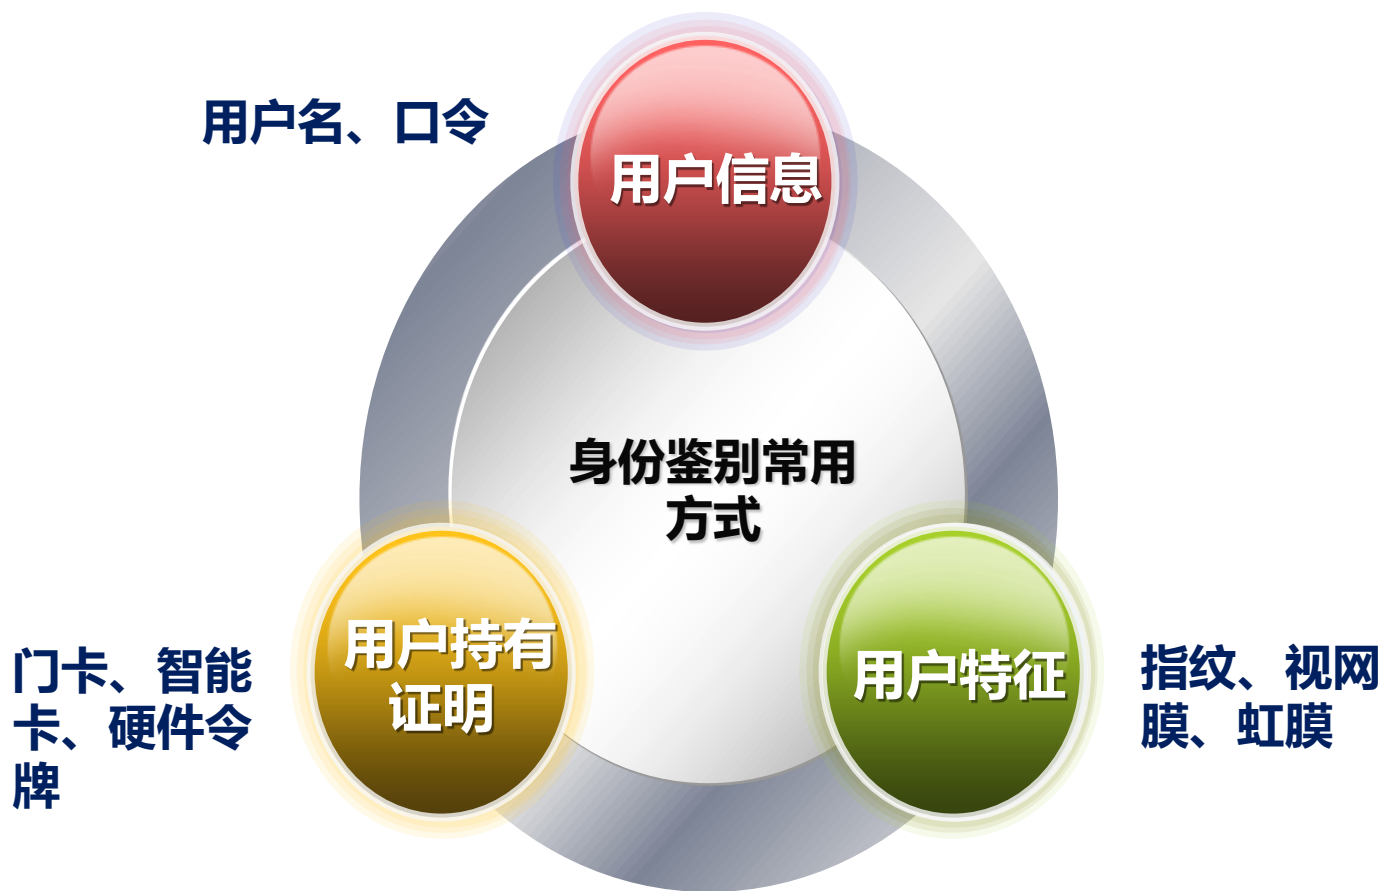 用户名、口令
用户信息
身份鉴别常用
方式
用户持有
证明
门卡、智能
卡、硬件令
牌
用户特征
指纹、视网
膜、虹膜